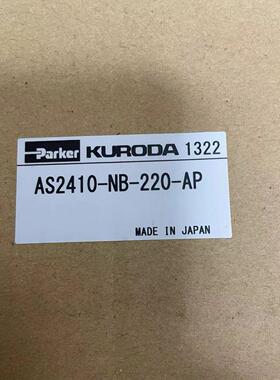 Parker KURODA 1322
AS2410-NB-220-AP
MADE IN JAPAN